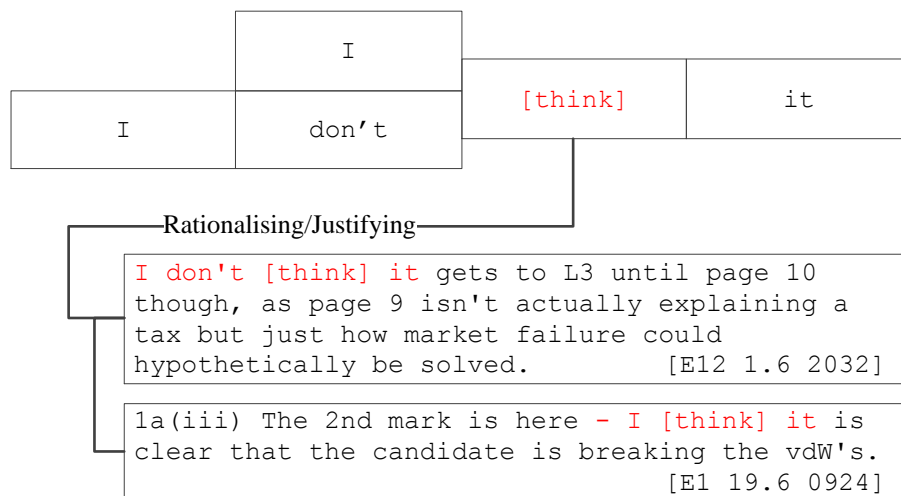 I
[think] it
I don’t
Rationalising/Justifying
I don't [think] it gets to L3 until page 10
though, as page 9 isn't actually explaining a
tax but just how market failure could
hypothetically be solved. [E12 1.6 2032]
1a(iii) The 2nd mark is here - I [think] it is
clear that the candidate is breaking the vdW's.
[E1 19.6 0924]